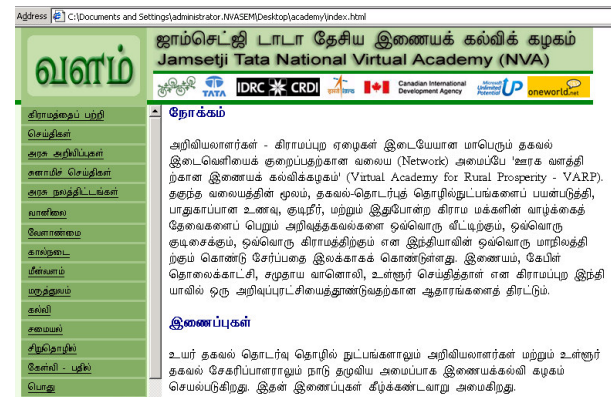 Address C:\Documents and Settings\administrator.NVASEM\Desktop\academy\index.html
வளம்
ஜாம்செட்ஜி டாடா தேசிய இணையக் கல்விக் கழகம்
Jamsetji Tata National Virtual Academy (NVA)
TATA IDRC CRDI Canadian International Development Agency Microsoft Unlimited Potential UP oneworld.net
கிராமத்தைப் பற்றி
செய்திகள்
அரசு அறிவிப்புகள்
சுனாமிச் செய்திகள்
அரசு நலத்திட்டங்கள்
வானிலை
வேளாண்மை
கால்நடை
மீன்வளம்
மருத்துவம்
கல்வி
சமையல்
சிறுதொழில்
கேள்வி - பதில்
பொது
நோக்கம்
அறிவியலாளர்கள் - கிராமப்புற ஏழைகள் இடையேயான மாபெரும் தகவல்
இடைவெளியைக் குறைப்பதற்கான வலைய (Network) அமைப்பே 'ஊரக வளத்தி
ற்கான இணையக் கல்விக்கழகம்' (Virtual Academy for Rural Prosperity - VARP).
தகுந்த வலையத்தின் மூலம், தகவல்-தொடர்புத் தொழில்நுட்பங்களைப் பயன்படுத்தி,
பாதுகாப்பான உணவு, குடிநீர், மற்றும் இதுபோன்ற கிராம மக்களின் வாழ்க்கைத்
தேவைகளைப் பெறும் அறிவுத்தகவல்களை ஒவ்வொரு வீட்டிற்கும், ஒவ்வொரு
குடிசைக்கும், ஒவ்வொரு கிராமத்திற்கும் என இந்தியாவின் ஒவ்வொரு மாநிலத்தி
ற்கும் கொண்டு சேர்ப்பதை இலக்காகக் கொண்டுள்ளது. இணையம், கேபிள்
தொலைக்காட்சி, சமுதாய வானொலி, உள்ளூர் செய்தித்தாள் என கிராமப்புற இந்தி
யாவில் ஒரு அறிவுப்புரட்சியைத்தூண்டுவதற்கான ஆதாரங்களைத் திரட்டும்.
இணைப்புகள்
உயர் தகவல் தொடர்வு தொழில் நுட்பங்களாலும் அறிவியலாளர்கள் மற்றும் உள்ளூர்
தகவல் சேகரிப்பாளராலும் நாடு தழுவிய அமைப்பாக இணையக்கல்வி கழகம்
செயல்படுகிறது. இதன் இணைப்புகள் கீழ்க்கண்டவாறு அமைகிறது.